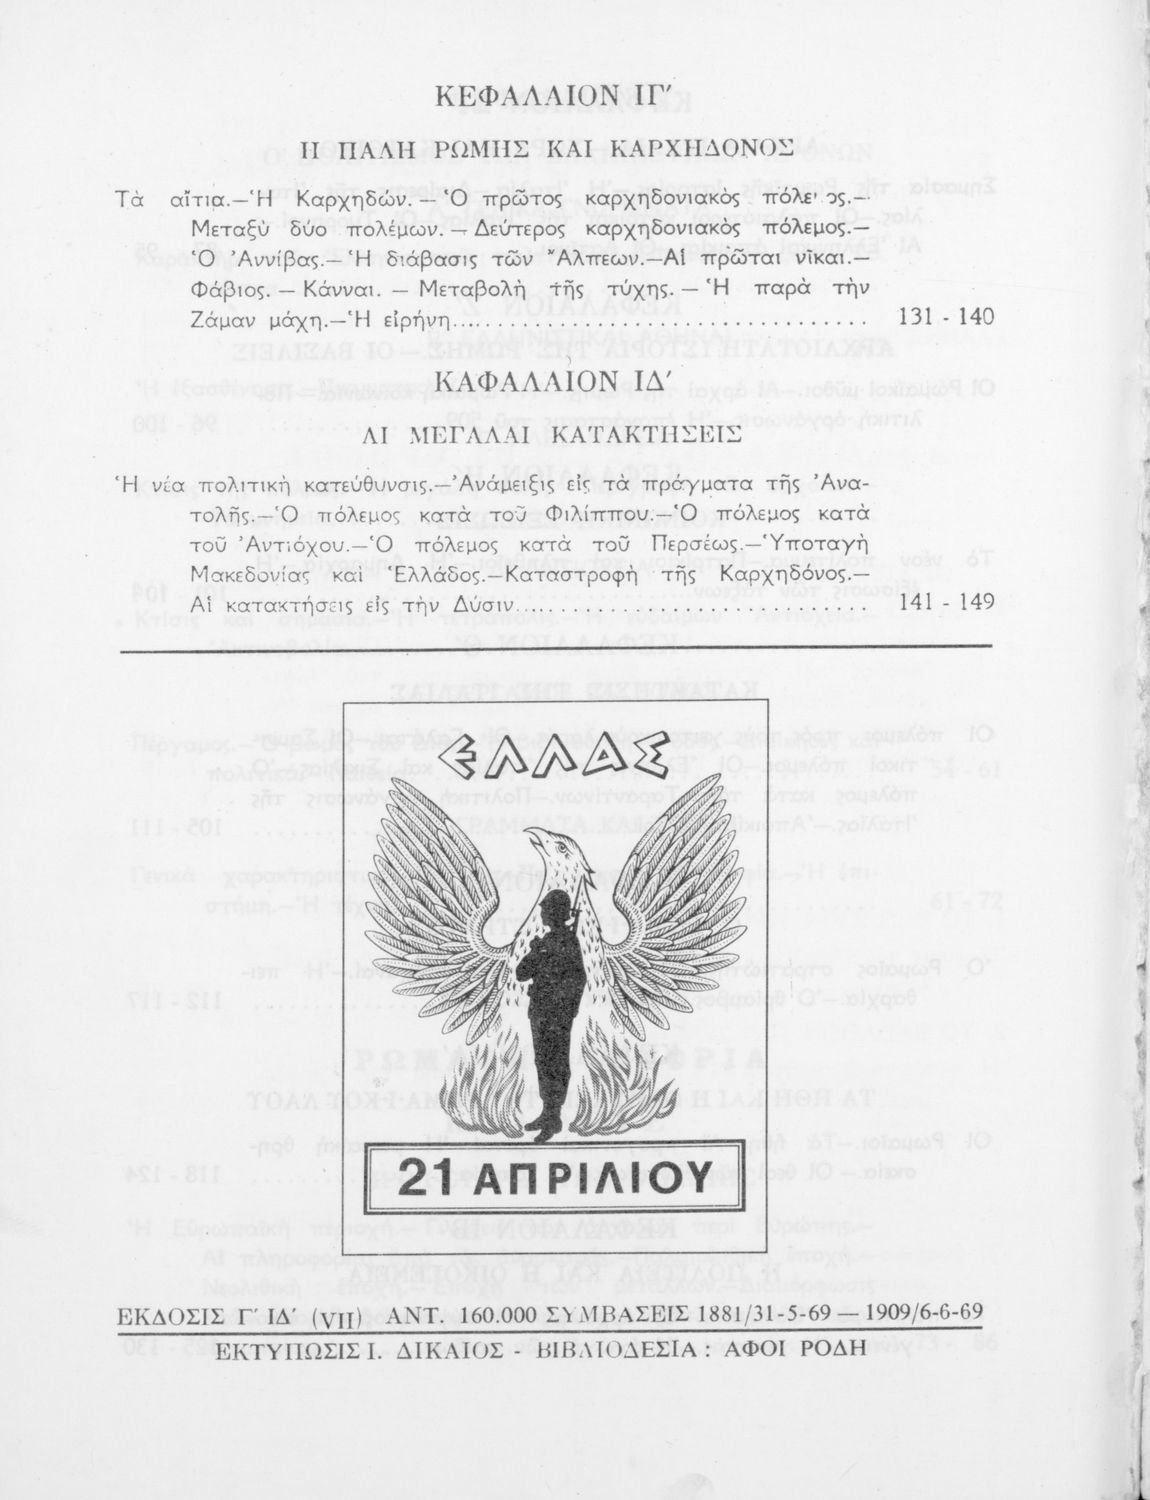 ΚΕΦΑΛΑΙΟΝ ΙΓ′
Η ΠΑΛΗ ΡΩΜΗΣ ΚΑΙ ΚΑΡΧΗΔΟΝΟΣ
Τὰ αἴτια.—Ἡ Καρχηδών. — Ὁ πρῶτος καρχηδονιακὸς πόλε ος.—
Μεταξὺ δύο πολέμων. — Δεύτερος καρχηδονιακὸς πόλεμος.—
Ὁ Ἀννίβας.—Ἡ διάβασις τῶν Ἄλπεων.—Αἱ πρῶται νῖκαι.—
Φάβιος. — Κάνναι. — Μεταβολὴ τῆς τύχης. — Ἡ παρὰ τὴν
Ζάμαν μάχη.—Ἡ εἰρήνη.................................. 131 - 140
ΚΑΦΑΛΑΙΟΝ ΙΔ′
ΑΙ ΜΕΓΑΛΑΙ ΚΑΤΑΚΤΗΣΕΙΣ
Ἡ νέα πολιτικὴ κατεύθυνσις.—Ἀνάμειξις εἰς τὰ πράγματα τῆς Ἀνα-
τολῆς.—Ὁ πόλεμος κατὰ τοῦ Φιλίππου.—Ὁ πόλεμος κατὰ
τοῦ Ἀντιόχου.—Ὁ πόλεμος κατὰ τοῦ Περσέως.—Ὑποταγὴ
Μακεδονίας καὶ Ἑλλάδος.—Καταστροφὴ τῆς Καρχηδόνος.—
Αἱ κατακτήσεις εἰς τὴν Δύσιν............................. 141 - 149
ΕΛΛΑΣ
21 ΑΠΡΙΛΙΟΥ
ΕΚΔΟΣΙΣ Γ′ ΙΔ′ (VII) ΑΝΤ. 160.000 ΣΥΜΒΑΣΕΙΣ 1881/31-5-69 — 1909/6-6-69
ΕΚΤΥΠΩΣΙΣ Ι. ΔΙΚΑΙΟΣ - ΒΙΒΛΙΟΔΕΣΙΑ : ΑΦΟΙ ΡΟΔΗ